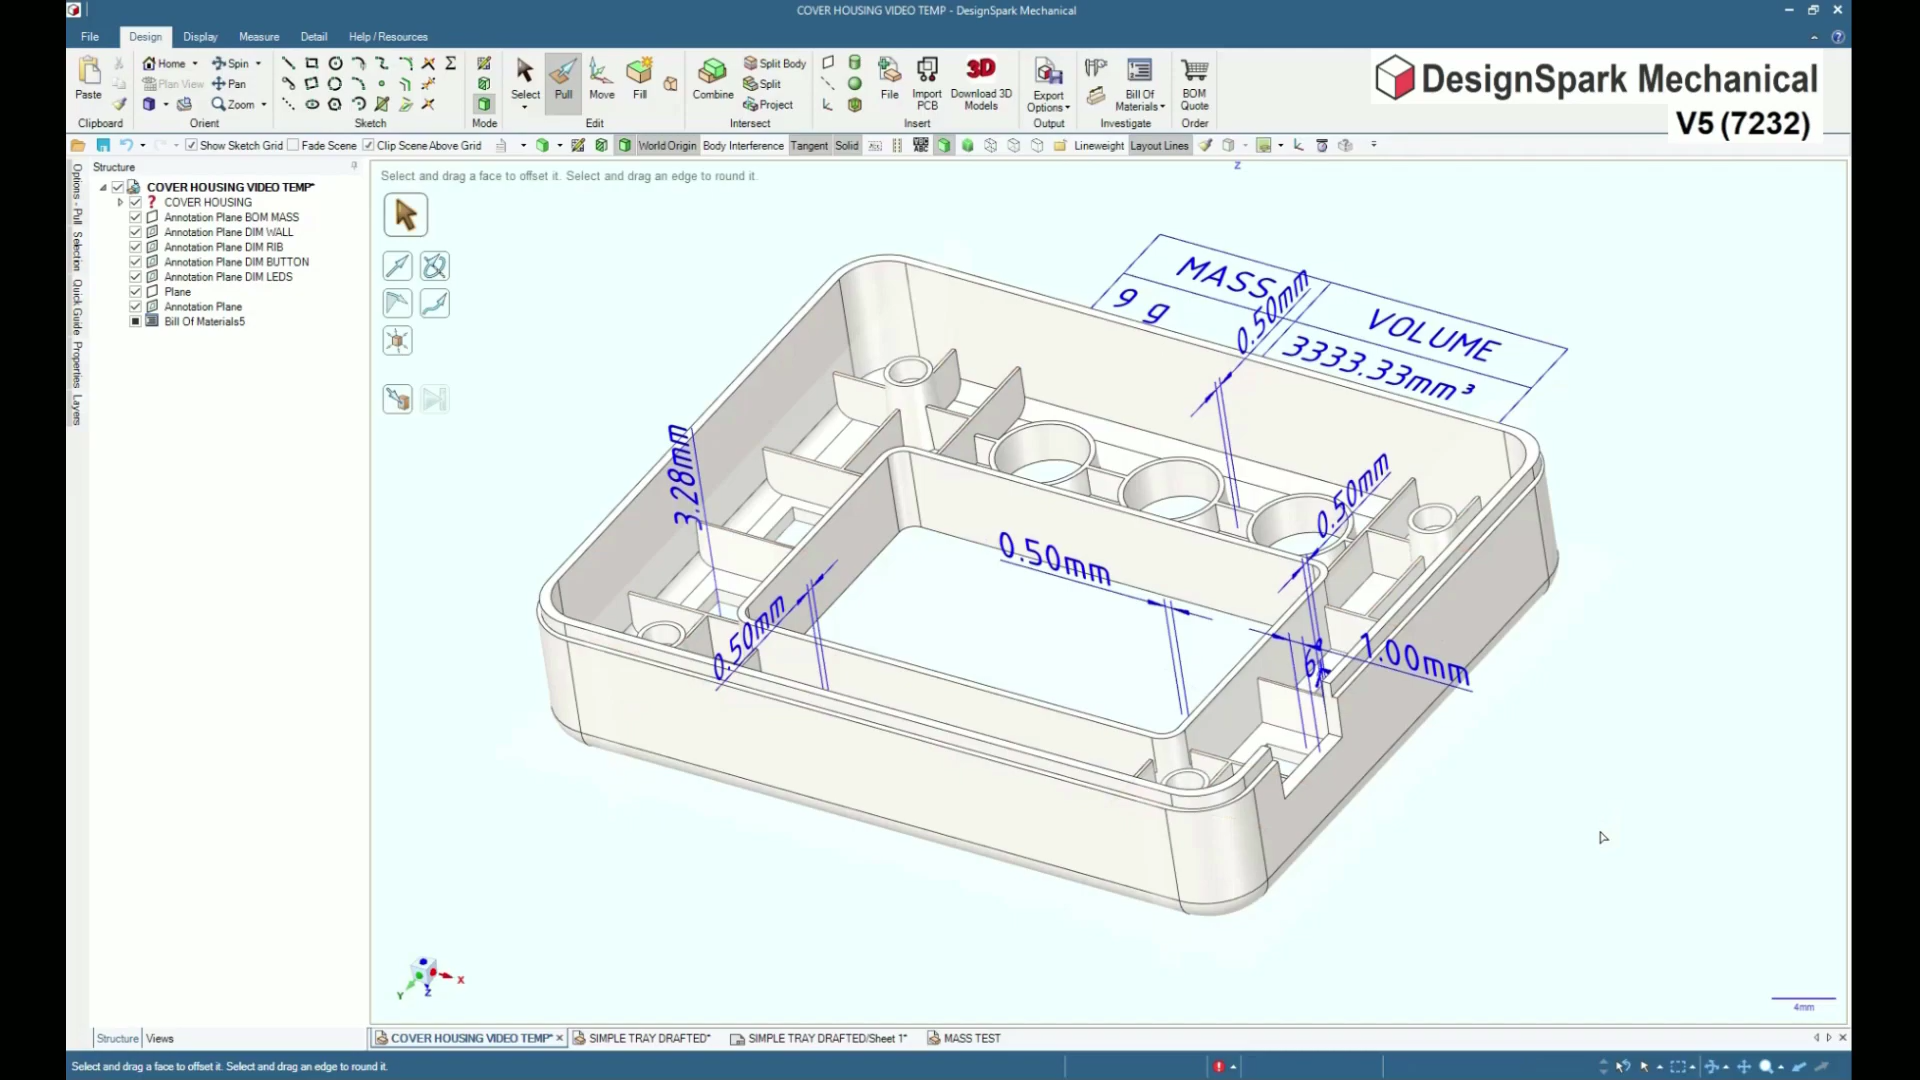 COVER HOUSING VIDEO TEMP - DesignSpark Mechanical
File Design Display Measure Detail Help / Resources
DesignSpark Mechanical
V5 (7232)
Paste
Clipboard
Home Spin
Plan View Pan
Zoom
Orient
Sketch
Mode
Select Pull Move Fill
Edit
Combine
Split Body
Split
Project
Intersect
File Import PCB Download 3D Models
Insert
Export Options
Output
Bill Of Materials
Investigate
BOM Quote
Order
Show Sketch Grid Fade Scene Clip Scene Above Grid World Origin Body Interference Tangent Solid Lineweight Layout Lines
Options - Pull
Selection
Quick Guide
Properties
Layers
Structure
COVER HOUSING VIDEO TEMP*
COVER HOUSING
Annotation Plane BOM MASS
Annotation Plane DIM WALL
Annotation Plane DIM RIB
Annotation Plane DIM BUTTON
Annotation Plane DIM LEDS
Plane
Annotation Plane
Bill Of Materials5
Select and drag a face to offset it. Select and drag an edge to round it.
Z
MASS VOLUME
9 g 3333.33mm³
0.50mm
3.28mm
0.50mm
0.50mm
0.50mm
1.00mm
X
Y
Z
4mm
Structure Views
COVER HOUSING VIDEO TEMP* SIMPLE TRAY DRAFTED* SIMPLE TRAY DRAFTED/Sheet 1* MASS TEST
Select and drag a face to offset it. Select and drag an edge to round it.